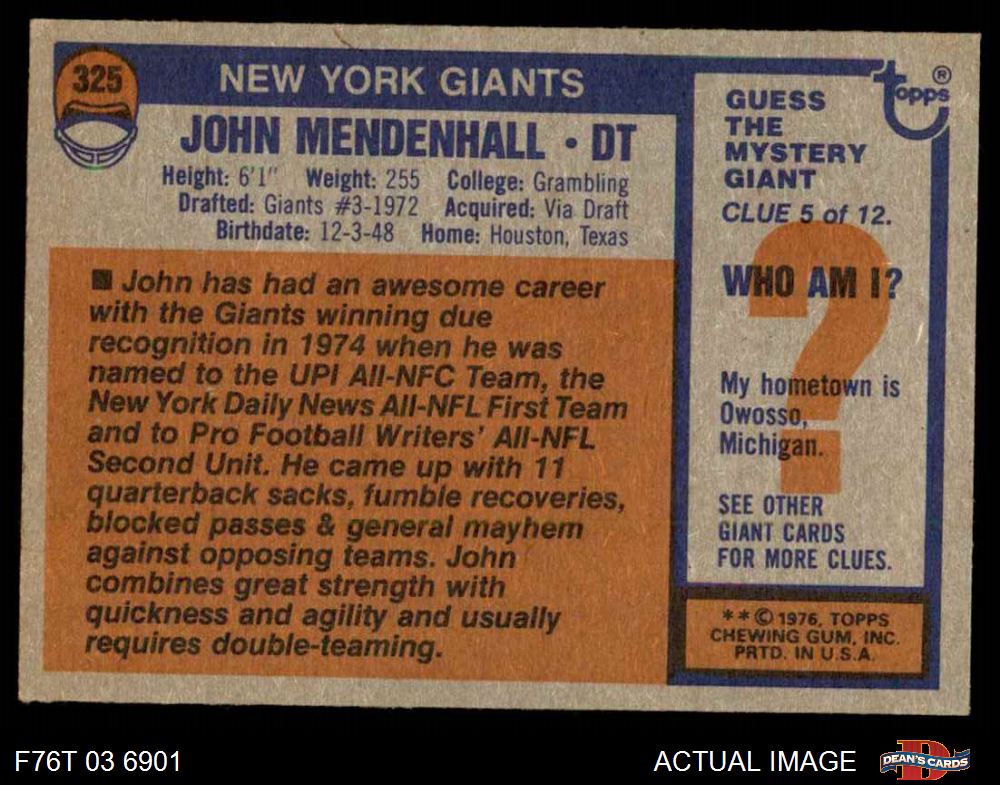 325
NEW YORK GIANTS
JOHN MENDENHALL • DT
Height: 6'1" Weight: 255 College: Grambling
Drafted: Giants #3-1972 Acquired: Via Draft
Birthdate: 12-3-48 Home: Houston, Texas
■ John has had an awesome career
with the Giants winning due
recognition in 1974 when he was
named to the UPI All-NFC Team, the
New York Daily News All-NFL First Team
and to Pro Football Writers' All-NFL
Second Unit. He came up with 11
quarterback sacks, fumble recoveries,
blocked passes & general mayhem
against opposing teams. John
combines great strength with
quickness and agility and usually
requires double-teaming.
topps ®
GUESS
THE
MYSTERY
GIANT
CLUE 5 of 12.
?
WHO AM I?
My hometown is
Owosso,
Michigan.
SEE OTHER
GIANT CARDS
FOR MORE CLUES.
** © 1976, TOPPS
CHEWING GUM, INC.
PRTD. IN U.S.A.
F76T 03 6901
ACTUAL IMAGE
D
DEAN'S CARDS